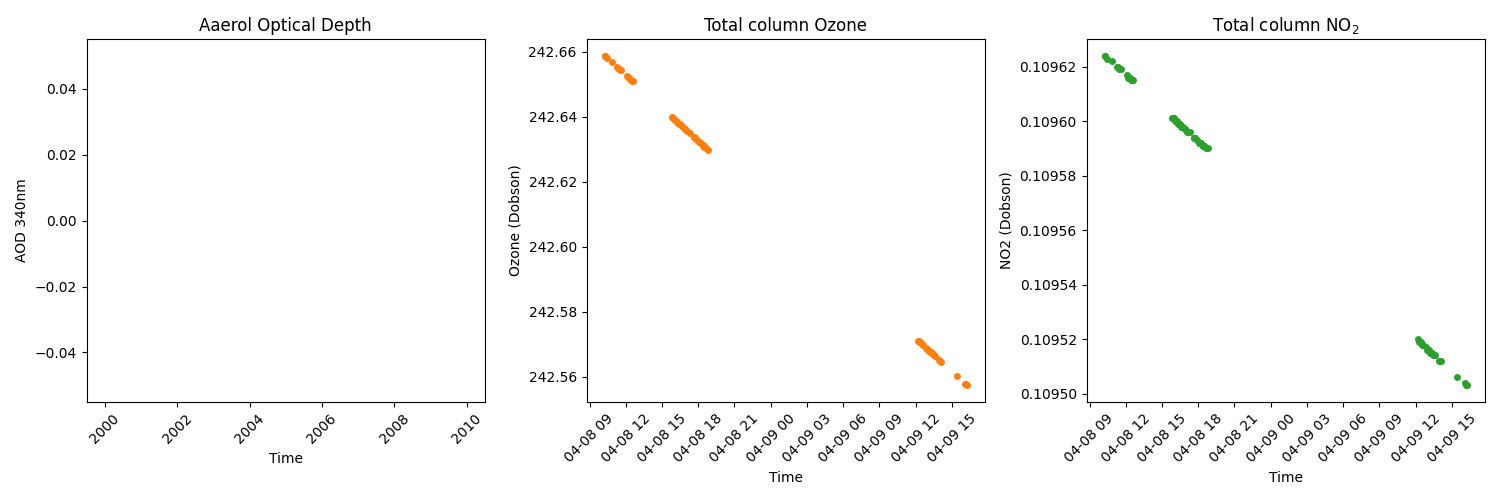 Aaerol Optical Depth
AOD 340nm
0.04
0.02
0.00
−0.02
−0.04
2000 2002 2004 2006 2008 2010
Time
Total column Ozone
Ozone (Dobson)
242.66
242.64
242.62
242.60
242.58
242.56
04-08 09 04-08 12 04-08 15 04-08 18 04-08 21 04-09 00 04-09 03 04-09 06 04-09 09 04-09 12 04-09 15
Time
Total column NO₂
NO2 (Dobson)
0.10962
0.10960
0.10958
0.10956
0.10954
0.10952
0.10950
04-08 09 04-08 12 04-08 15 04-08 18 04-08 21 04-09 00 04-09 03 04-09 06 04-09 09 04-09 12 04-09 15
Time